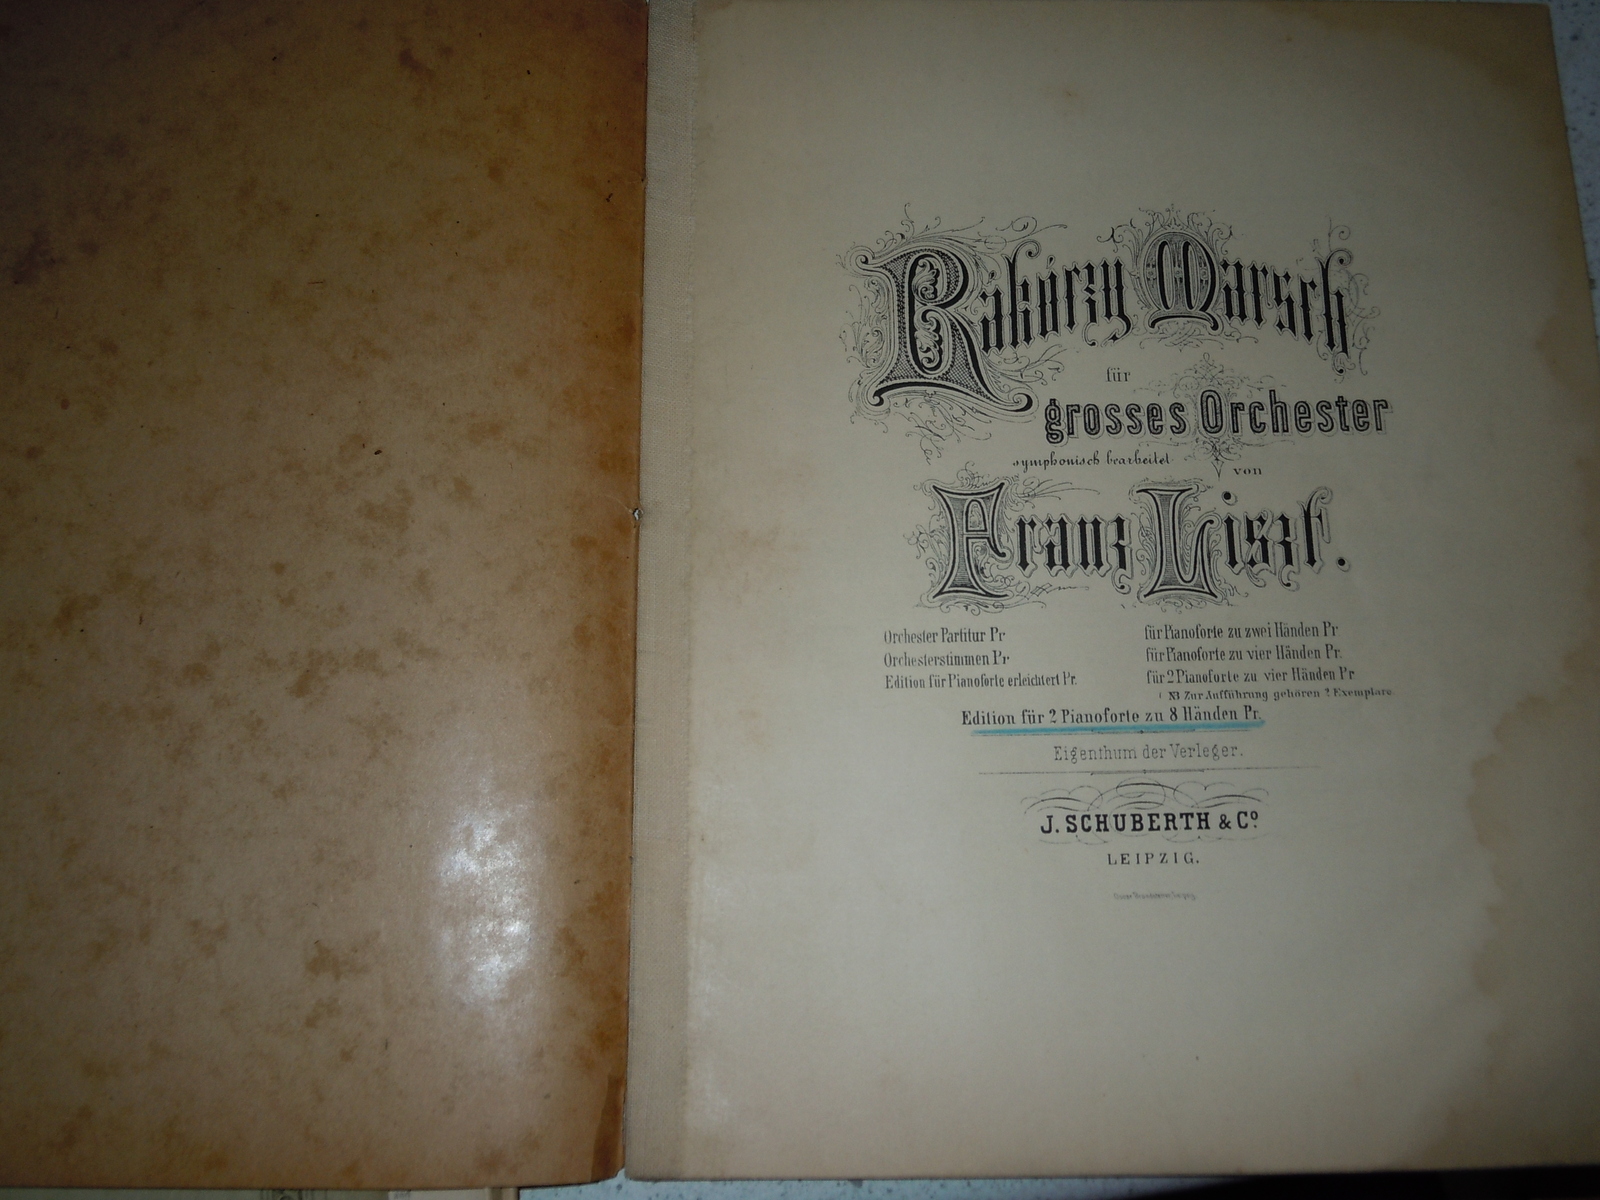 Rákóczy Marsch
für
grosses Orchester
symphonisch bearbeitet von
Franz Liszt.
Orchester Partitur Pr
Orchesterstimmen Pr
Edition für Pianoforte erleichtert Pr.
für Pianoforte zu zwei Händen Pr
für Pianoforte zu vier Händen Pr.
für 2 Pianoforte zu vier Händen Pr
( NB Zur Aufführung gehören 2 Exemplare
Edition für 2 Pianoforte zu 8 Händen Pr.
Eigenthum der Verleger.
J. SCHUBERTH & Cº
LEIPZIG.